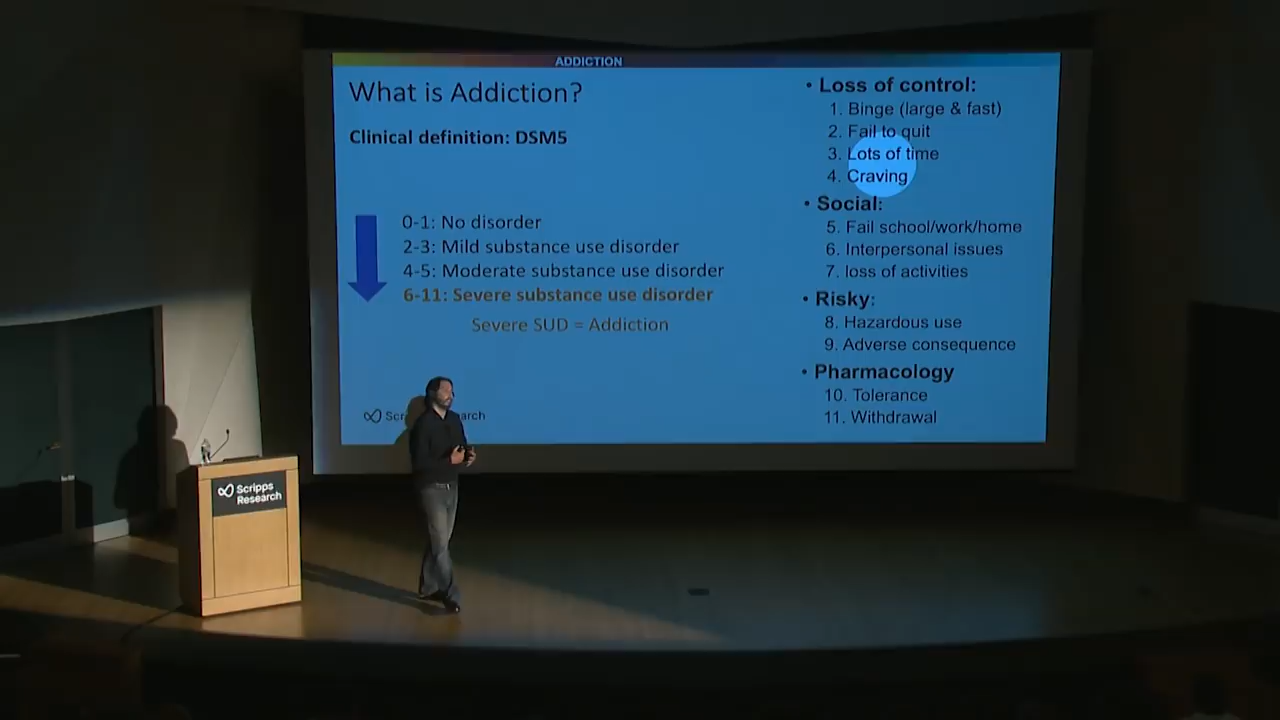 ADDICTION
What is Addiction?
Clinical definition: DSM5
0-1: No disorder
2-3: Mild substance use disorder
4-5: Moderate substance use disorder
6-11: Severe substance use disorder
Severe SUD = Addiction
• Loss of control:
1. Binge (large & fast)
2. Fail to quit
3. Lots of time
4. Craving
• Social:
5. Fail school/work/home
6. Interpersonal issues
7. loss of activities
• Risky:
8. Hazardous use
9. Adverse consequence
• Pharmacology
10. Tolerance
11. Withdrawal
Scripps
Research